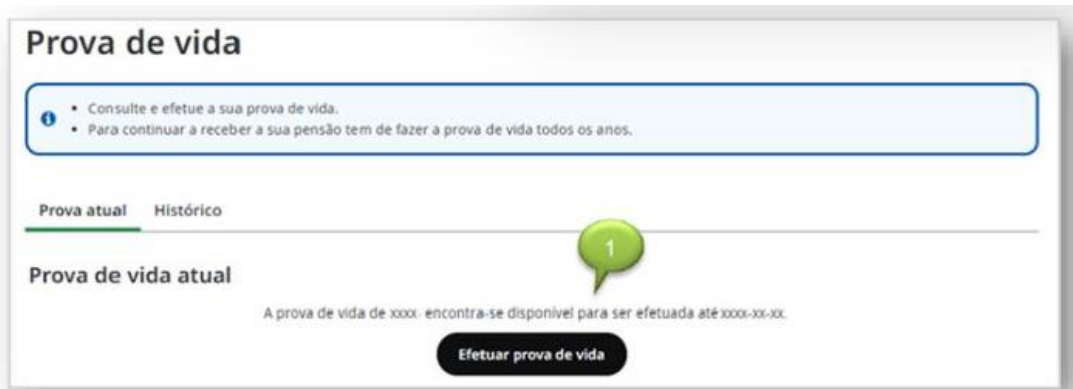 Prova de vida
• Consulte e efetue a sua prova de vida.
• Para continuar a receber a sua pensão tem de fazer a prova de vida todos os anos.
Prova atual Histórico
1
Prova de vida atual
A prova de vida de xxxx- encontra-se disponível para ser efetuada até xxxx-xx-xx.
Efetuar prova de vida